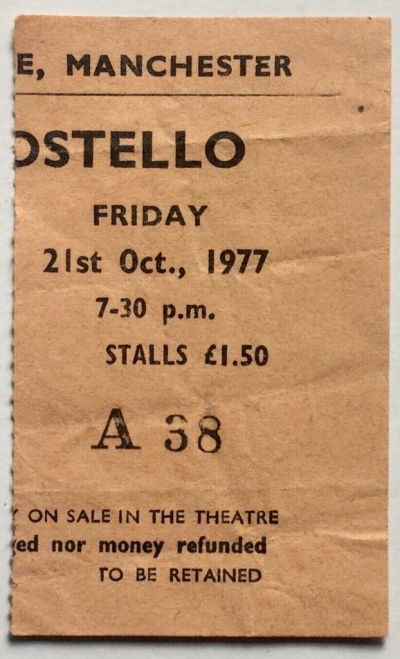 E, MANCHESTER
OSTELLO
FRIDAY
21st Oct., 1977
7-30 p.m.
STALLS £1.50
A 38
ON SALE IN THE THEATRE
ed nor money refunded
TO BE RETAINED